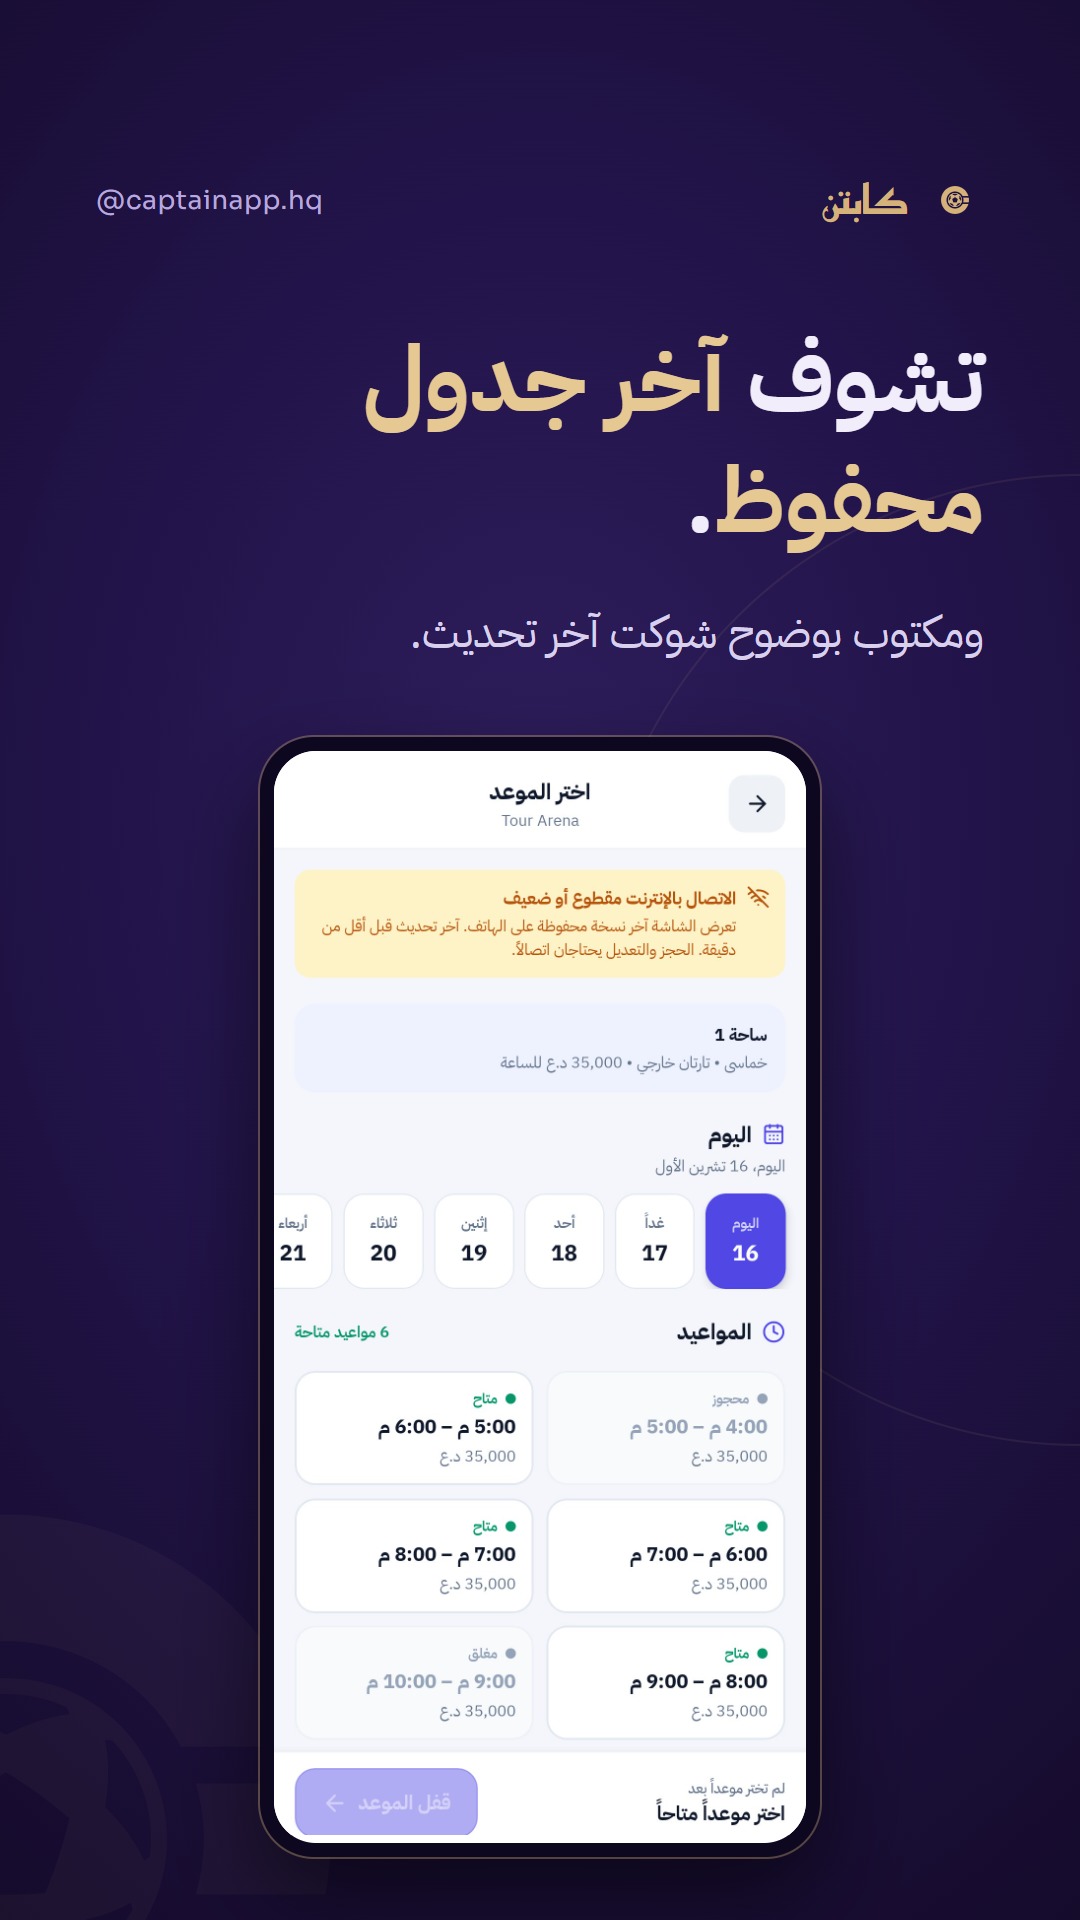 كابتن
@captainapp.hq
تشوف آخر جدول
محفوظ.
ومكتوب بوضوح شوكت آخر تحديث.
اختر الموعد
Tour Arena
الاتصال بالإنترنت مقطوع أو ضعيف
تعرض الشاشة آخر نسخة محفوظة على الهاتف. آخر تحديث قبل أقل من
دقيقة. الحجز والتعديل يحتاجان اتصالاً.
ساحة 1
خماسي • تارتان خارجي • 35,000 د.ع للساعة
اليوم
اليوم، 16 تشرين الأول
اليوم غداً أحد إثنين ثلاثاء أربعاء
16 17 18 19 20 21
المواعيد
6 مواعيد متاحة
محجوز
4:00 م – 5:00 م
35,000 د.ع
متاح
5:00 م – 6:00 م
35,000 د.ع
متاح
6:00 م – 7:00 م
35,000 د.ع
متاح
7:00 م – 8:00 م
35,000 د.ع
متاح
8:00 م – 9:00 م
35,000 د.ع
مغلق
9:00 م – 10:00 م
35,000 د.ع
لم تختر موعداً بعد
اختر موعداً متاحاً
قفل الموعد